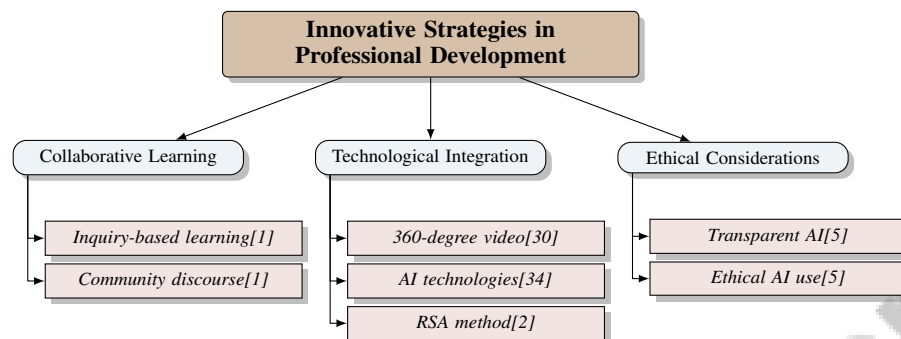 Innovative Strategies in
Professional Development
Collaborative Learning
Technological Integration
Ethical Considerations
Inquiry-based learning[1]
Community discourse[1]
360-degree video[30]
AI technologies[34]
RSA method[2]
Transparent AI[5]
Ethical AI use[5]